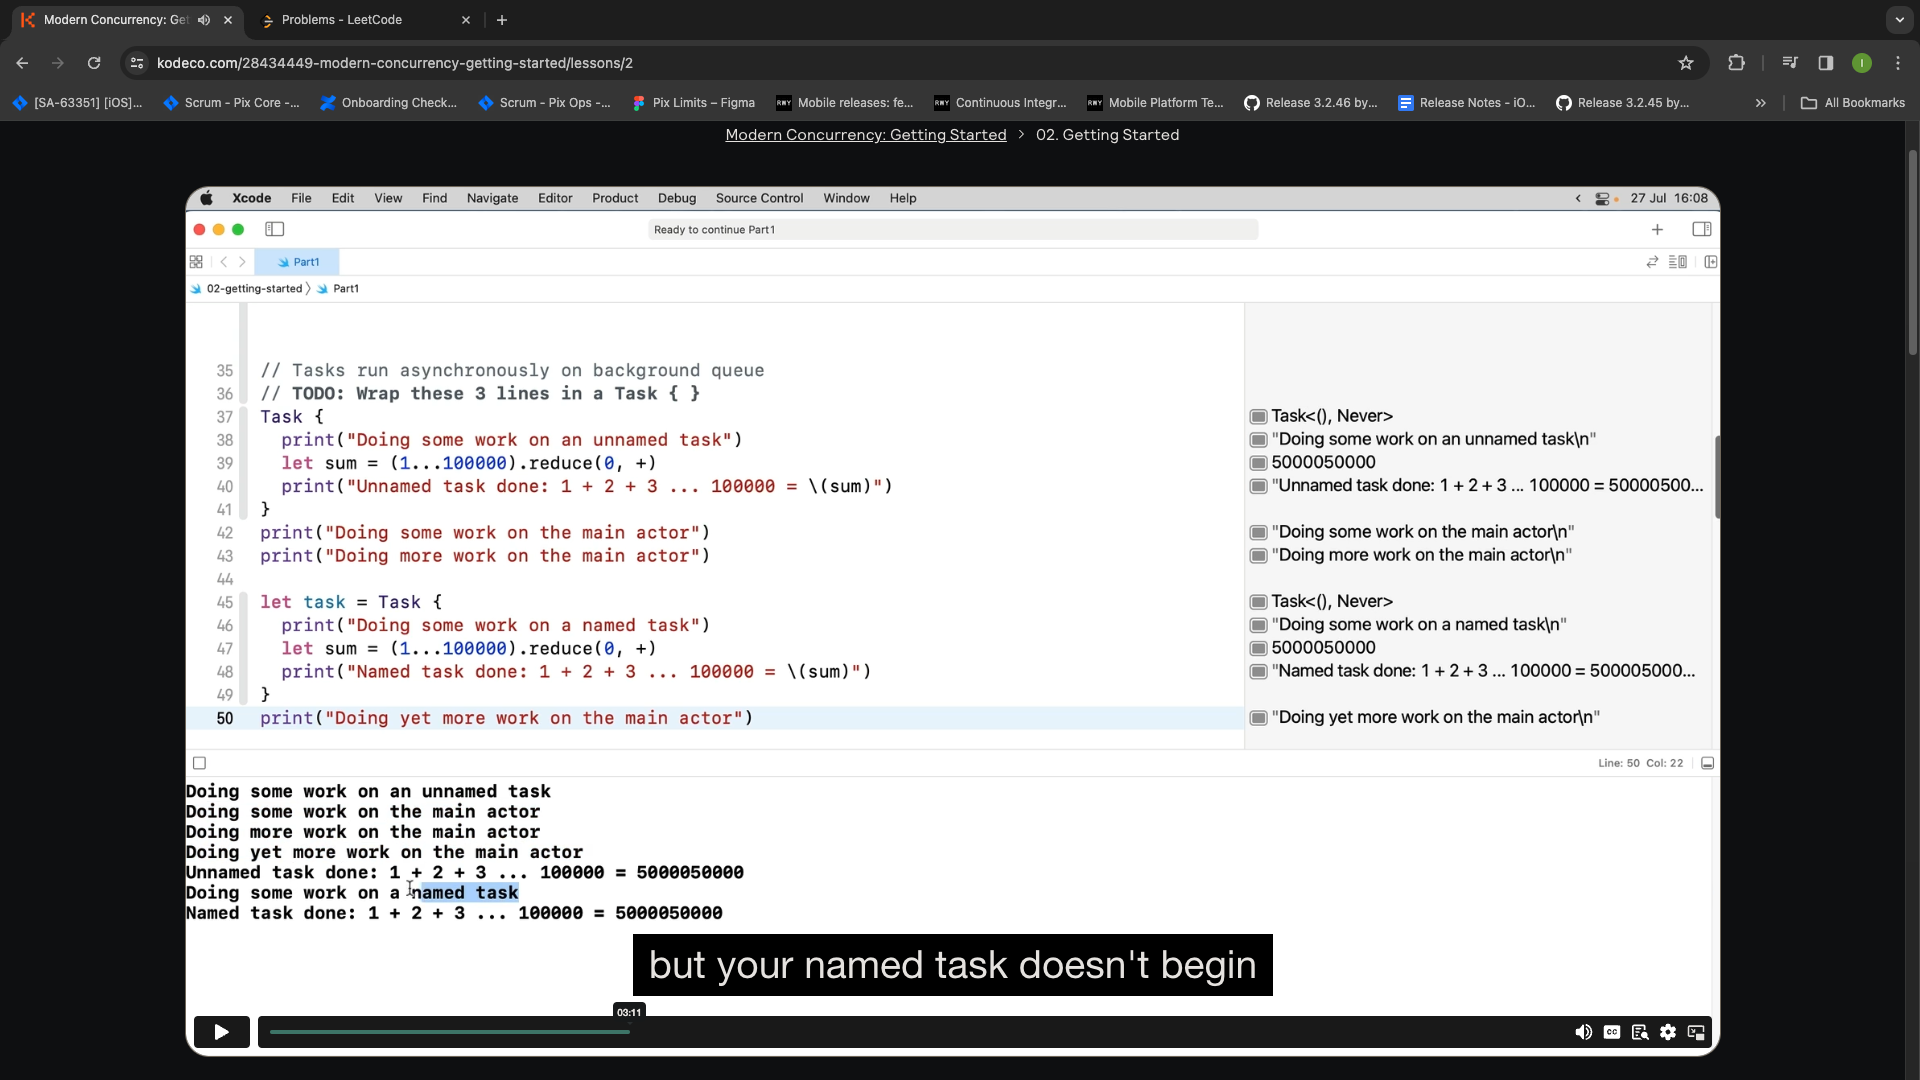 Modern Concurrency: Get
Problems - LeetCode
kodeco.com/28434449-modern-concurrency-getting-started/lessons/2
I
[SA-63351] [iOS]...
Scrum - Pix Core -...
Onboarding Check...
Scrum - Pix Ops -...
Pix Limits – Figma
Mobile releases: fe...
Continuous Integr...
Mobile Platform Te...
Release 3.2.46 by...
Release Notes - iO...
Release 3.2.45 by...
»
All Bookmarks
Modern Concurrency: Getting Started > 02. Getting Started
Xcode File Edit View Find Navigate Editor Product Debug Source Control Window Help
27 Jul 16:08
Ready to continue Part1
Part1
02-getting-started 〉 Part1
35 // Tasks run asynchronously on background queue
36 // TODO: Wrap these 3 lines in a Task { }
37 Task {
Task<(), Never>
38 print("Doing some work on an unnamed task")
"Doing some work on an unnamed task\n"
39 let sum = (1...100000).reduce(0, +)
5000050000
40 print("Unnamed task done: 1 + 2 + 3 ... 100000 = \(sum)")
"Unnamed task done: 1 + 2 + 3 ... 100000 = 50000500...
41 }
42 print("Doing some work on the main actor")
"Doing some work on the main actor\n"
43 print("Doing more work on the main actor")
"Doing more work on the main actor\n"
44
45 let task = Task {
Task<(), Never>
46 print("Doing some work on a named task")
"Doing some work on a named task\n"
47 let sum = (1...100000).reduce(0, +)
5000050000
48 print("Named task done: 1 + 2 + 3 ... 100000 = \(sum)")
"Named task done: 1 + 2 + 3 ... 100000 = 500005000...
49 }
50 print("Doing yet more work on the main actor")
"Doing yet more work on the main actor\n"
Line: 50 Col: 22
Doing some work on an unnamed task
Doing some work on the main actor
Doing more work on the main actor
Doing yet more work on the main actor
Unnamed task done: 1 + 2 + 3 ... 100000 = 5000050000
Doing some work on a named task
Named task done: 1 + 2 + 3 ... 100000 = 5000050000
but your named task doesn't begin
03:11
CC